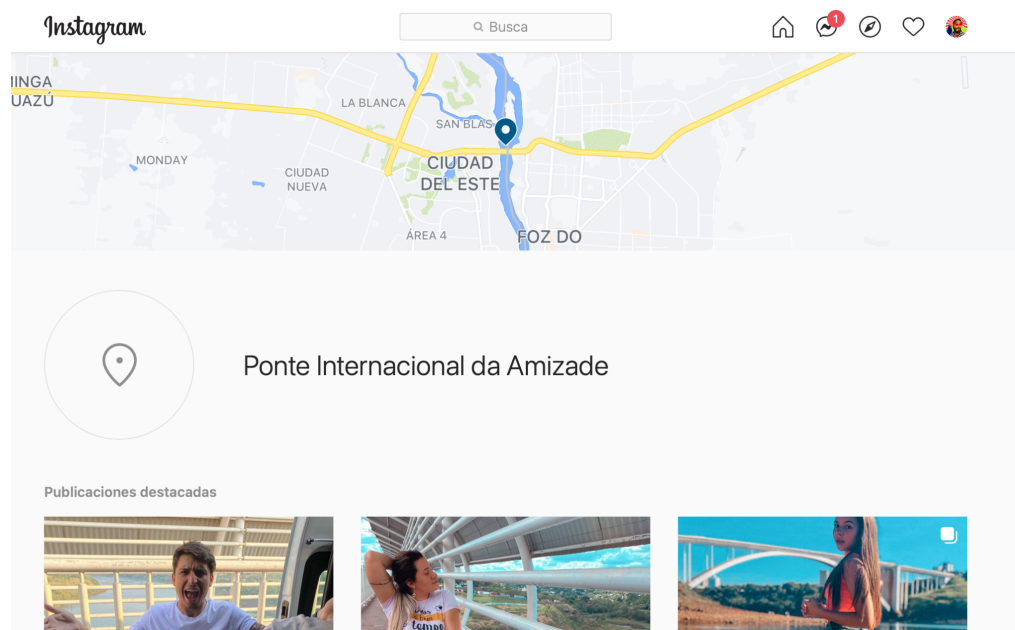 Instagram
Busca
1
INGA
UAZÚ
LA BLANCA
SAN BLAS
MONDAY
CIUDAD
DEL ESTE
CIUDAD
NUEVA
ÁREA 4
FOZ DO
Ponte Internacional da Amizade
Publicaciones destacadas